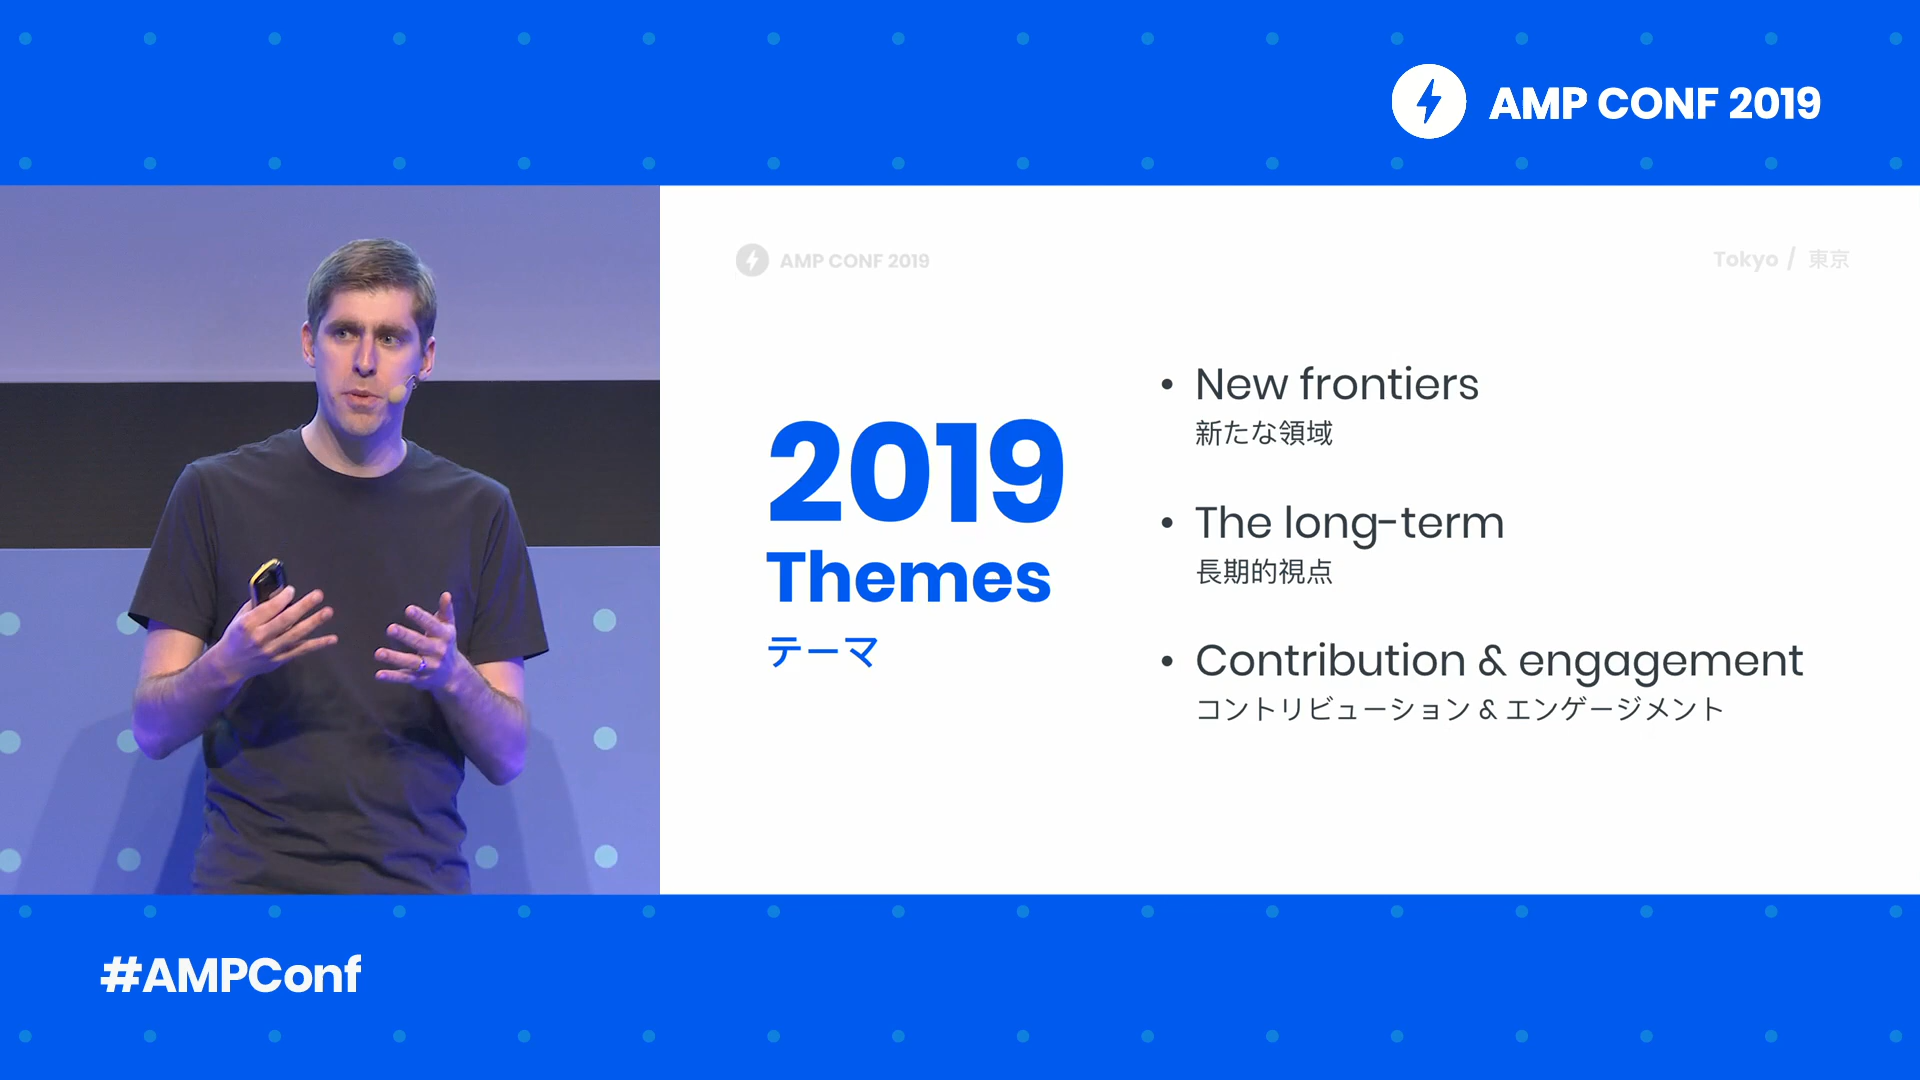 AMP CONF 2019
AMP CONF 2019
Tokyo / 東京
2019
Themes
テーマ
• New frontiers
新たな領域
• The long-term
長期的視点
• Contribution & engagement
コントリビューション & エンゲージメント
#AMPConf